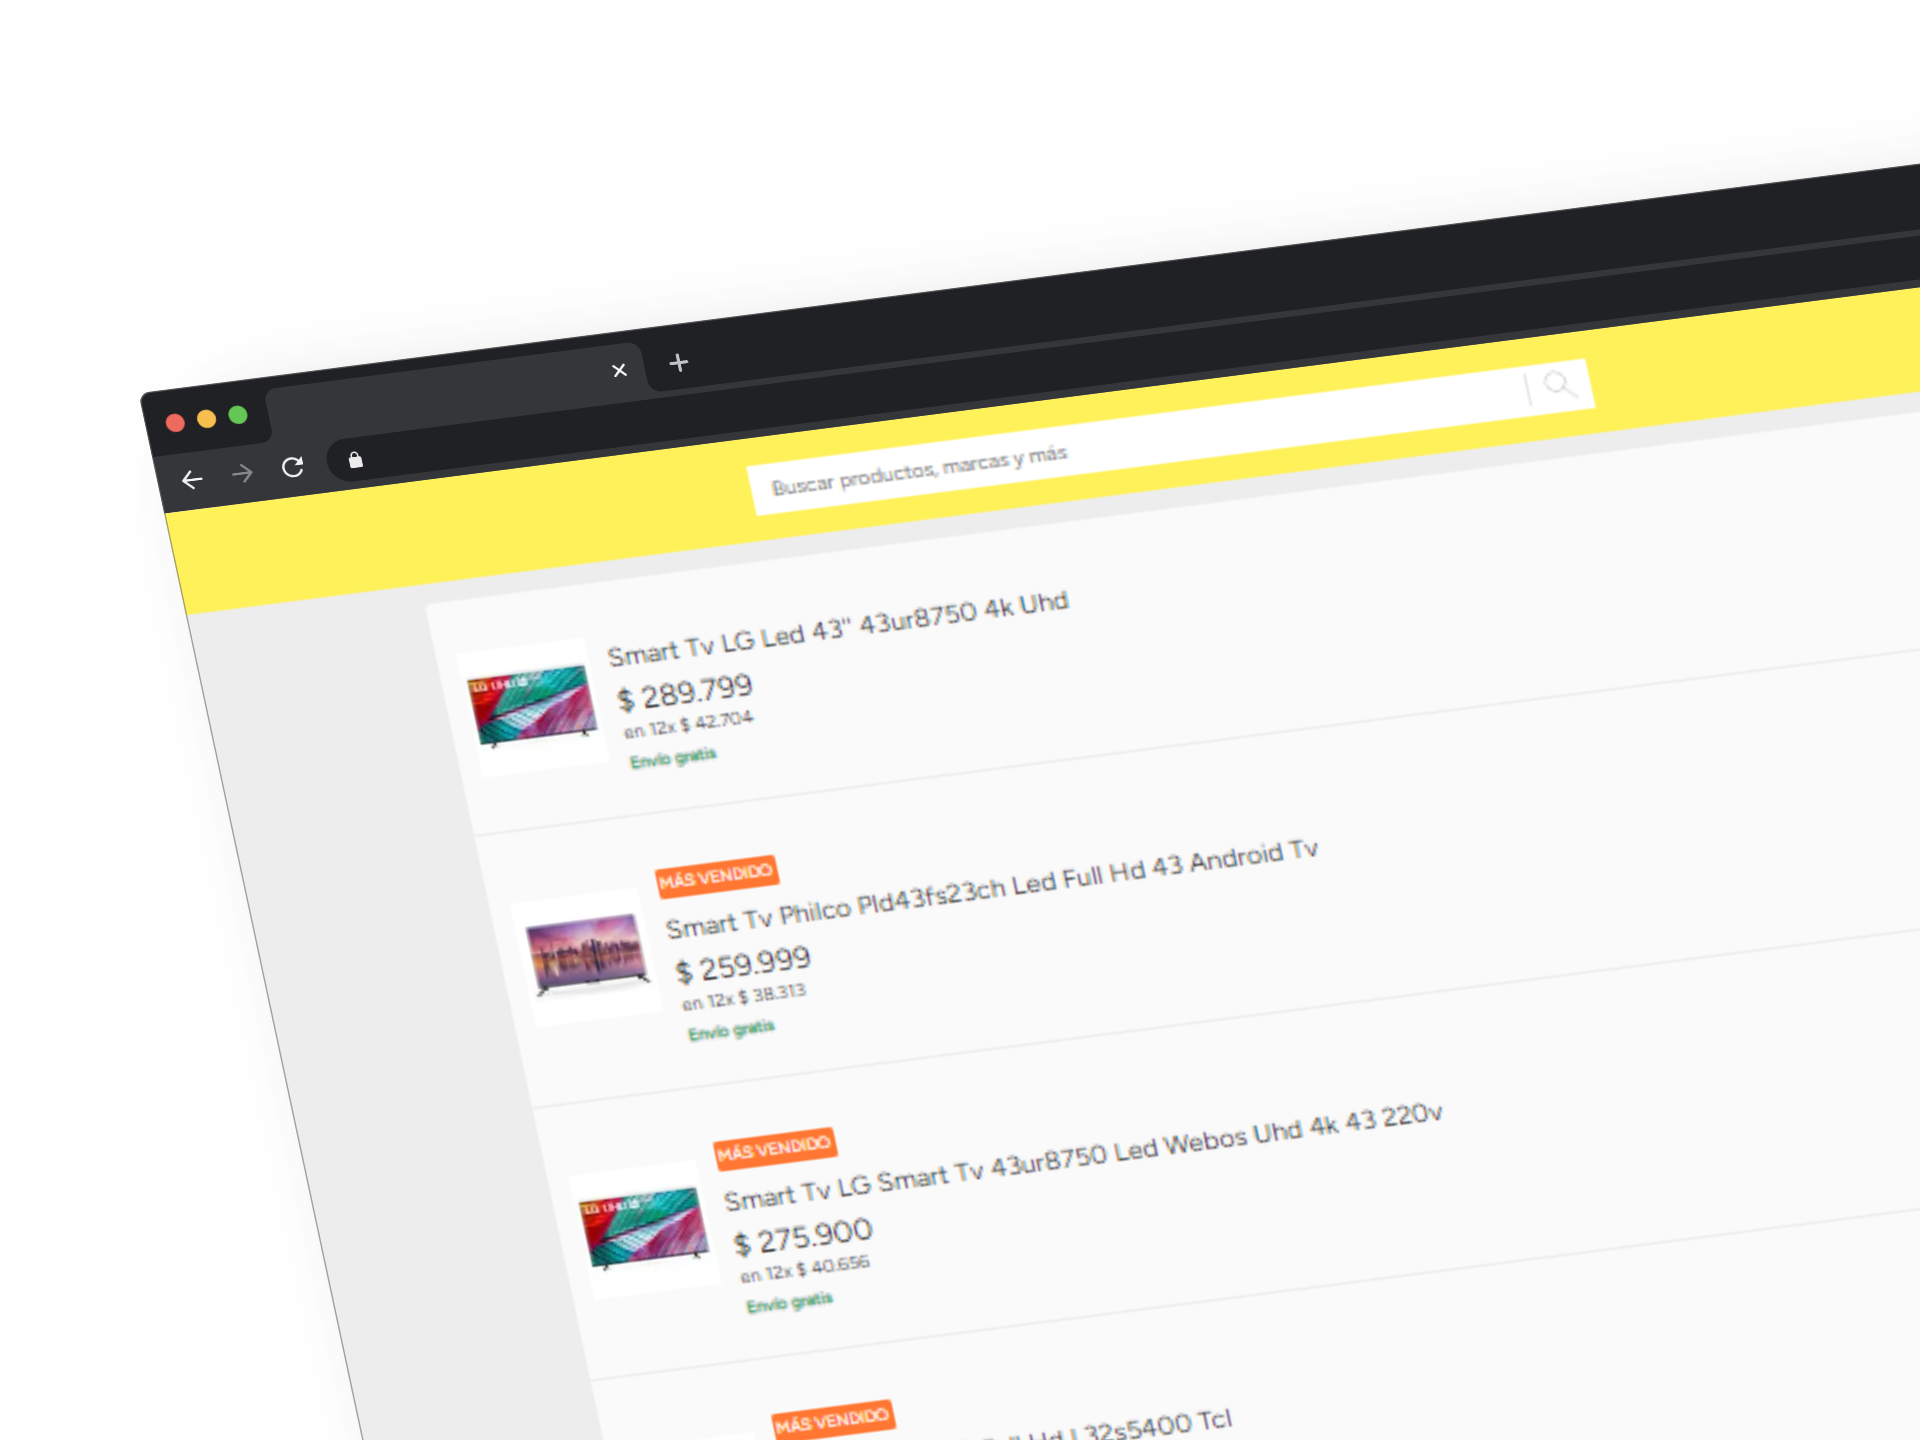 Buscar productos, marcas y más
Smart Tv LG Led 43" 43ur8750 4k Uhd
$ 289.799
en 12x $ 42.704
Envío gratis
MÁS VENDIDO
Smart Tv Philco Pld43fs23ch Led Full Hd 43 Android Tv
$ 259.999
en 12x $ 38.313
Envío gratis
MÁS VENDIDO
Smart Tv LG Smart Tv 43ur8750 Led Webos Uhd 4k 43 220v
$ 275.900
en 12x $ 40.656
Envío gratis
MÁS VENDIDO
Hd L32s5400 Tcl